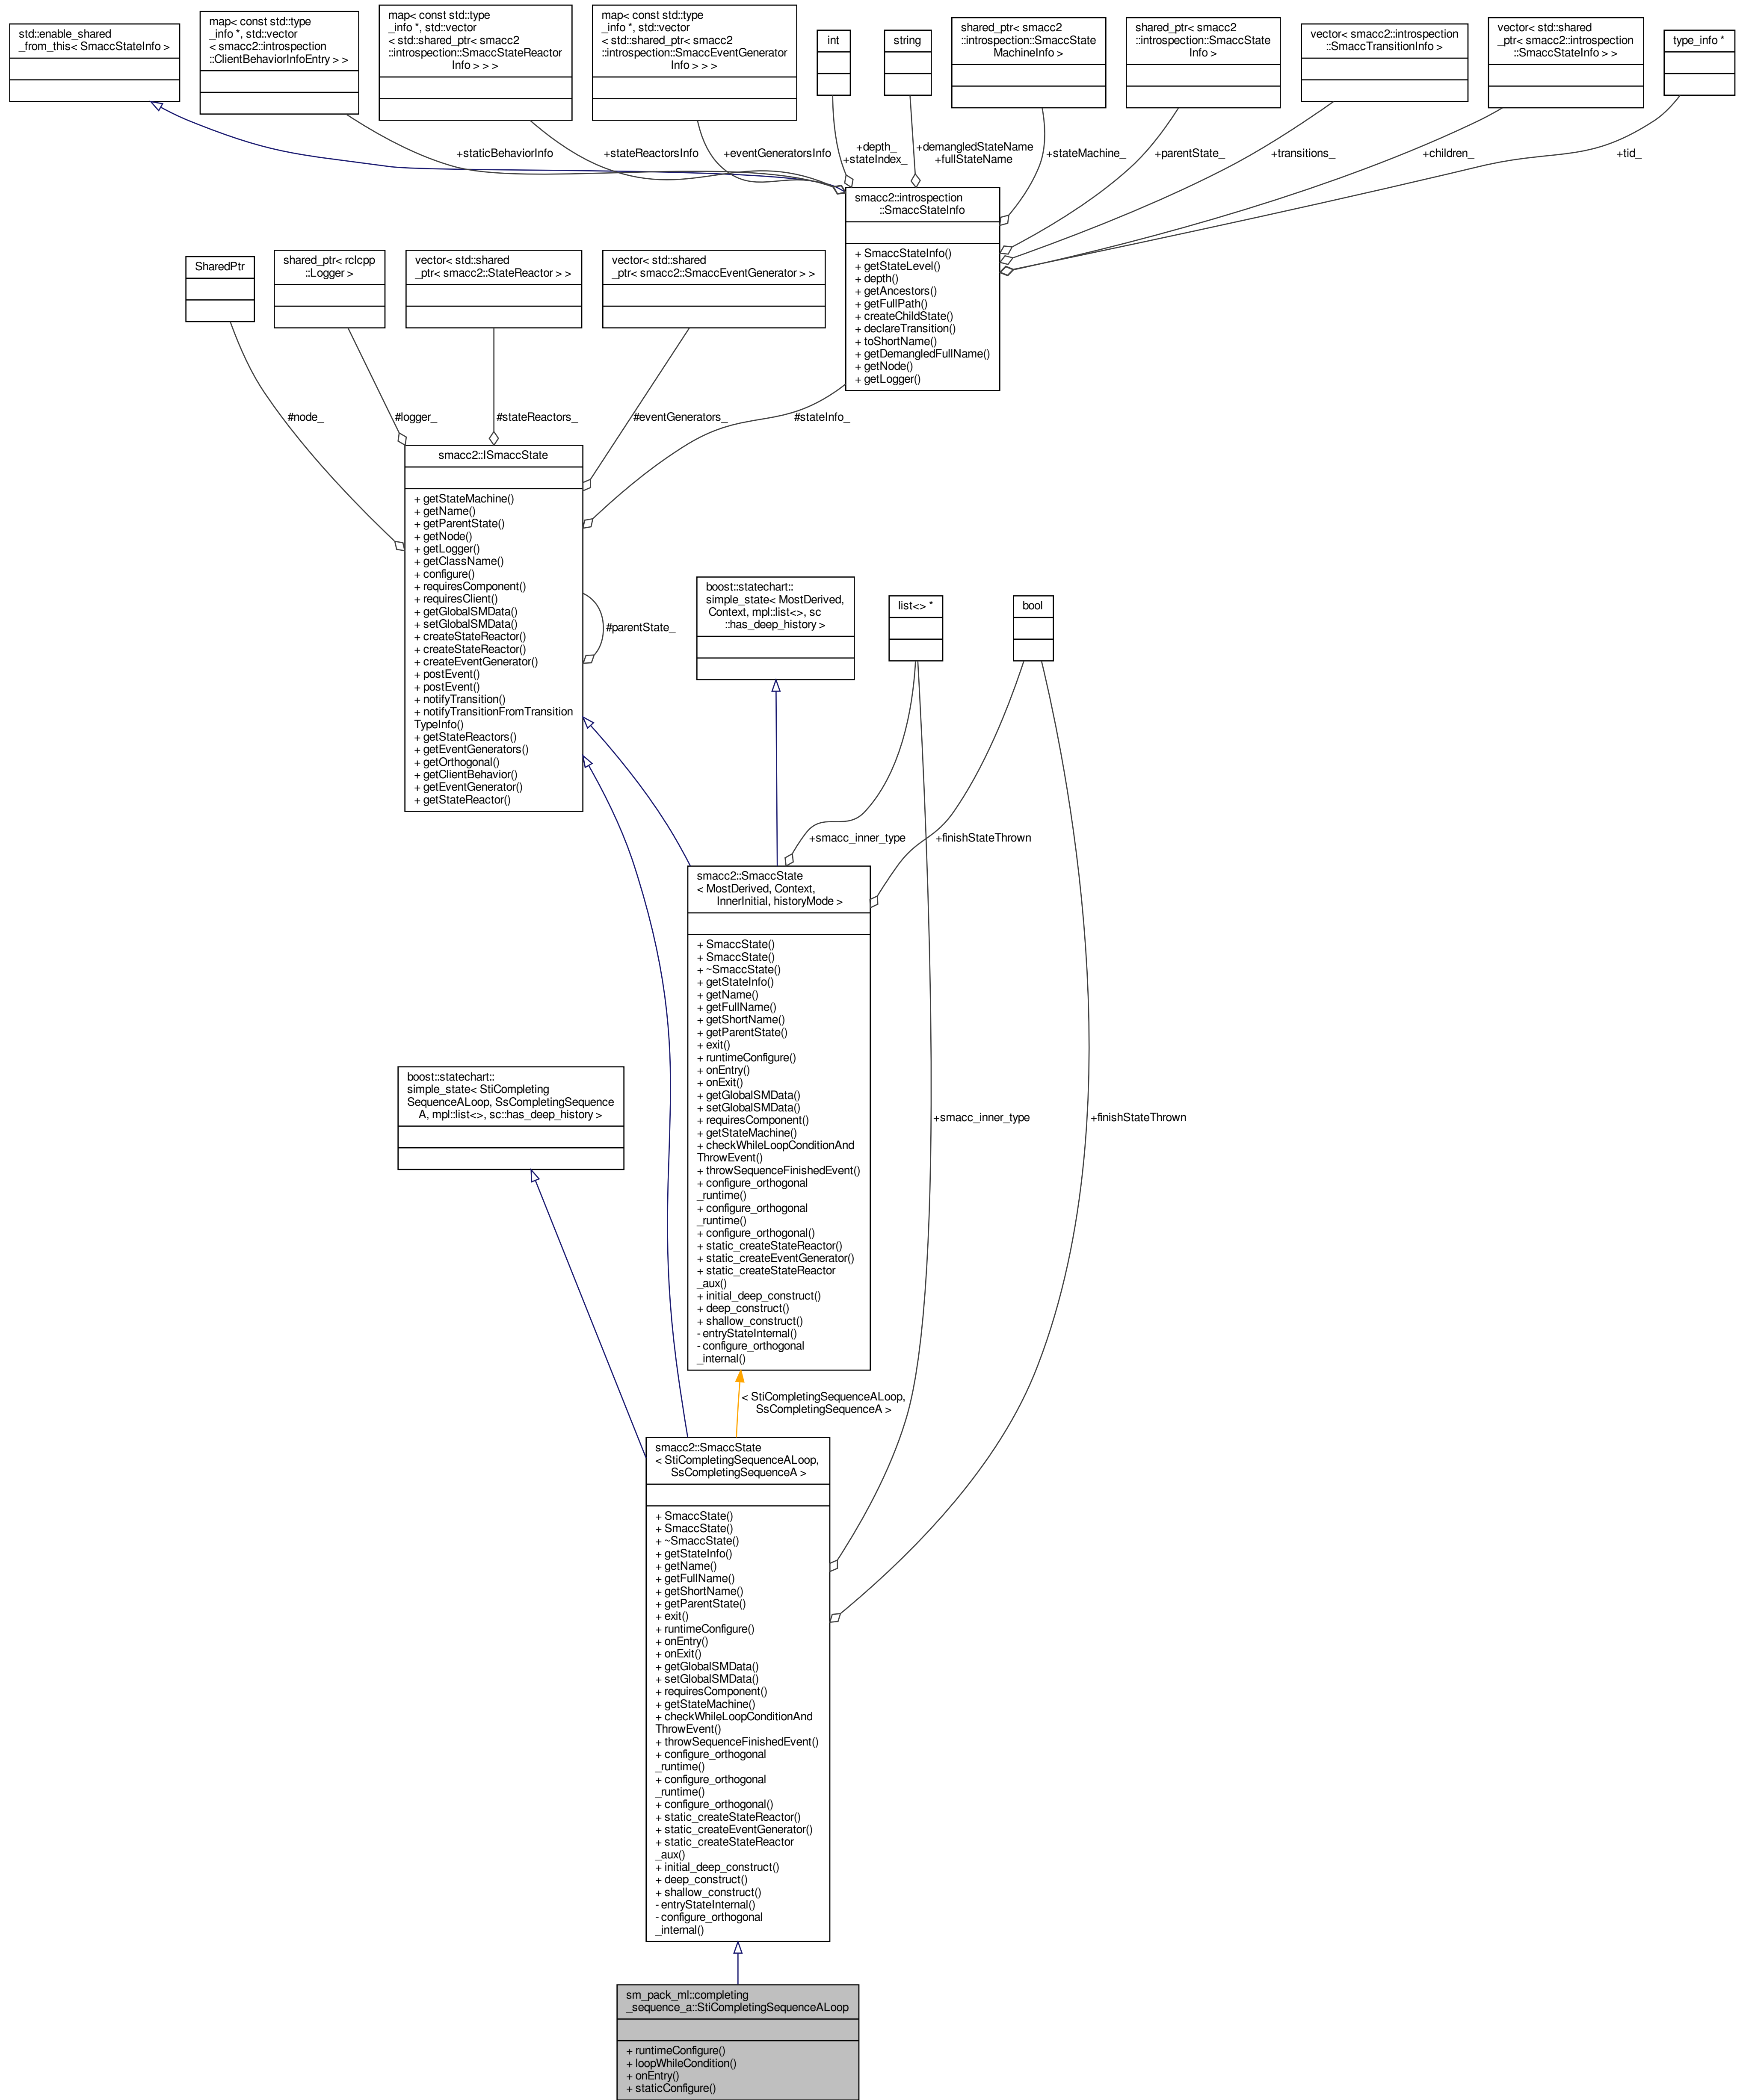 std::enable_shared
_from_this< SmaccStateInfo >
map< const std::type
_info *, std::vector
< smacc2::introspection
::ClientBehaviorInfoEntry > >
map< const std::type
_info *, std::vector
< std::shared_ptr< smacc2
::introspection::SmaccStateReactor
Info > > >
map< const std::type
_info *, std::vector
< std::shared_ptr< smacc2
::introspection::SmaccEventGenerator
Info > > >
int
string
shared_ptr< smacc2
::introspection::SmaccState
MachineInfo >
shared_ptr< smacc2
::introspection::SmaccState
Info >
vector< smacc2::introspection
::SmaccTransitionInfo >
vector< std::shared
_ptr< smacc2::introspection
::SmaccStateInfo > >
type_info *
+staticBehaviorInfo
+stateReactorsInfo
+eventGeneratorsInfo
+depth_
+stateIndex_
+demangledStateName
+fullStateName
+stateMachine_
+parentState_
+transitions_
+children_
+tid_
smacc2::introspection
::SmaccStateInfo
+ SmaccStateInfo()
+ getStateLevel()
+ depth()
+ getAncestors()
+ getFullPath()
+ createChildState()
+ declareTransition()
+ toShortName()
+ getDemangledFullName()
+ getNode()
+ getLogger()
SharedPtr
shared_ptr< rclcpp
::Logger >
vector< std::shared
_ptr< smacc2::StateReactor > >
vector< std::shared
_ptr< smacc2::SmaccEventGenerator > >
#node_
#logger_
#stateReactors_
#eventGenerators_
#stateInfo_
smacc2::ISmaccState
+ getStateMachine()
+ getName()
+ getParentState()
+ getNode()
+ getLogger()
+ getClassName()
+ configure()
+ requiresComponent()
+ requiresClient()
+ getGlobalSMData()
+ setGlobalSMData()
+ createStateReactor()
+ createStateReactor()
+ createEventGenerator()
+ postEvent()
+ postEvent()
+ notifyTransition()
+ notifyTransitionFromTransition
TypeInfo()
+ getStateReactors()
+ getEventGenerators()
+ getOrthogonal()
+ getClientBehavior()
+ getEventGenerator()
+ getStateReactor()
#parentState_
boost::statechart::
simple_state< MostDerived,
Context, mpl::list<>, sc
::has_deep_history >
list<> *
bool
+smacc_inner_type
+finishStateThrown
smacc2::SmaccState
< MostDerived, Context,
InnerInitial, historyMode >
+ SmaccState()
+ SmaccState()
+ ~SmaccState()
+ getStateInfo()
+ getName()
+ getFullName()
+ getShortName()
+ getParentState()
+ exit()
+ runtimeConfigure()
+ onEntry()
+ onExit()
+ getGlobalSMData()
+ setGlobalSMData()
+ requiresComponent()
+ getStateMachine()
+ checkWhileLoopConditionAnd
ThrowEvent()
+ throwSequenceFinishedEvent()
+ configure_orthogonal
_runtime()
+ configure_orthogonal
_runtime()
+ configure_orthogonal()
+ static_createStateReactor()
+ static_createEventGenerator()
+ static_createStateReactor
_aux()
+ initial_deep_construct()
+ deep_construct()
+ shallow_construct()
- entryStateInternal()
- configure_orthogonal
_internal()
boost::statechart::
simple_state< StiCompleting
SequenceALoop, SsCompletingSequence
A, mpl::list<>, sc::has_deep_history >
+smacc_inner_type
+finishStateThrown
< StiCompletingSequenceALoop,
SsCompletingSequenceA >
smacc2::SmaccState
< StiCompletingSequenceALoop,
SsCompletingSequenceA >
+ SmaccState()
+ SmaccState()
+ ~SmaccState()
+ getStateInfo()
+ getName()
+ getFullName()
+ getShortName()
+ getParentState()
+ exit()
+ runtimeConfigure()
+ onEntry()
+ onExit()
+ getGlobalSMData()
+ setGlobalSMData()
+ requiresComponent()
+ getStateMachine()
+ checkWhileLoopConditionAnd
ThrowEvent()
+ throwSequenceFinishedEvent()
+ configure_orthogonal
_runtime()
+ configure_orthogonal
_runtime()
+ configure_orthogonal()
+ static_createStateReactor()
+ static_createEventGenerator()
+ static_createStateReactor
_aux()
+ initial_deep_construct()
+ deep_construct()
+ shallow_construct()
- entryStateInternal()
- configure_orthogonal
_internal()
sm_pack_ml::completing
_sequence_a::StiCompletingSequenceALoop
+ runtimeConfigure()
+ loopWhileCondition()
+ onEntry()
+ staticConfigure()